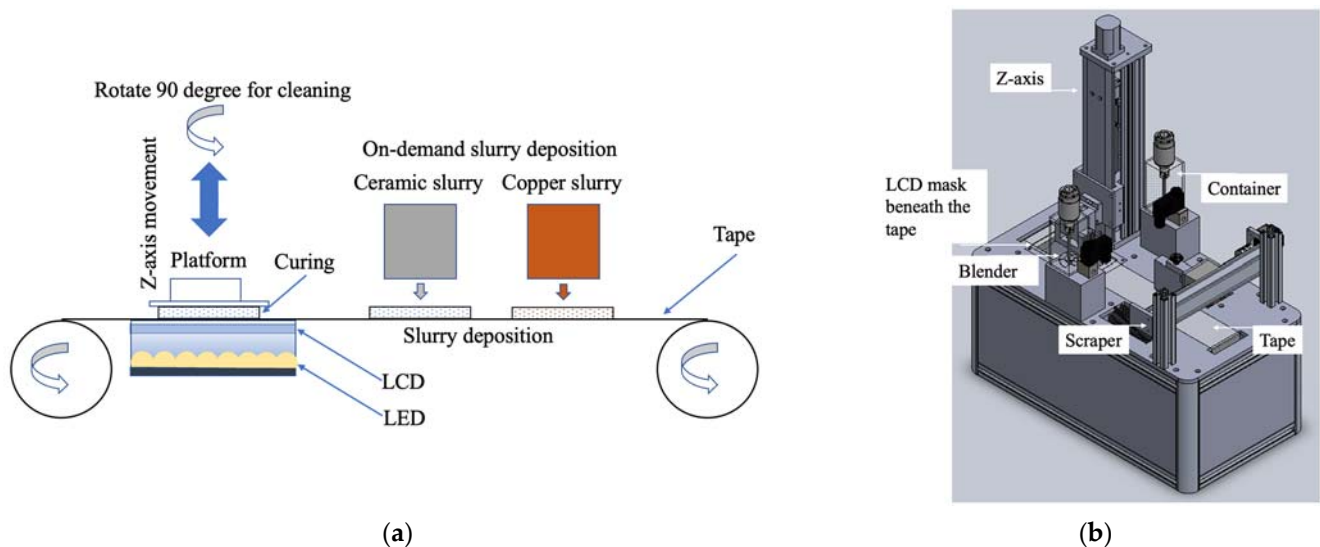 Rotate 90 degree for cleaning
Z-axis movement
On-demand slurry deposition
Ceramic slurry
Copper slurry
Platform
Curing
Tape
Slurry deposition
LCD
LED
(a)
Z-axis
LCD mask
beneath the
tape
Container
Blender
Scraper
Tape
(b)